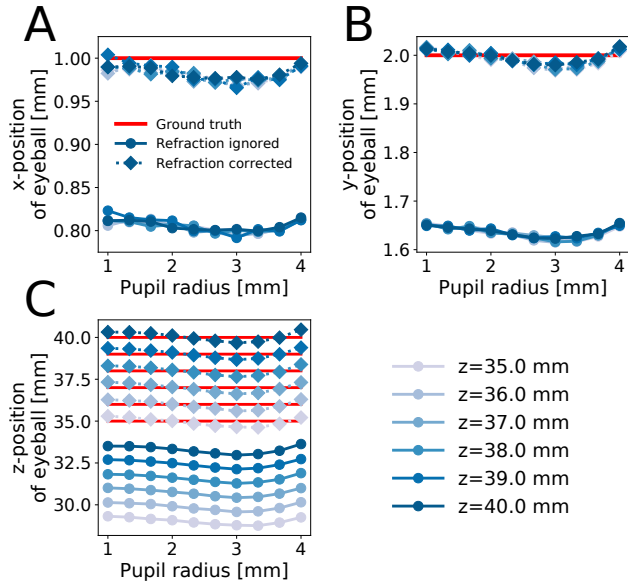 A
x-position
of eyeball [mm]
1.00
0.95
0.90
0.85
0.80
Ground truth
Refraction ignored
Refraction corrected
1 2 3 4
Pupil radius [mm]
B
y-position
of eyeball [mm]
2.0
1.9
1.8
1.7
1.6
1 2 3 4
Pupil radius [mm]
C
z-position
of eyeball [mm]
40.0
37.5
35.0
32.5
30.0
1 2 3 4
Pupil radius [mm]
z=35.0 mm
z=36.0 mm
z=37.0 mm
z=38.0 mm
z=39.0 mm
z=40.0 mm